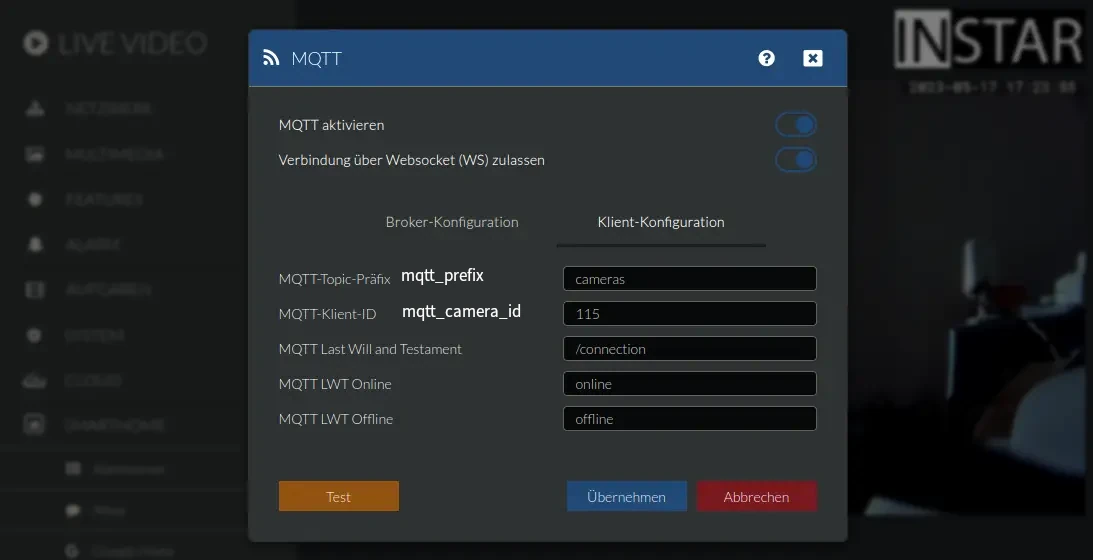 LIVE VIDEO
INSTAR
2023-05-17 17 23 55
NETZWERK
MULTIMEDIA
FEATURES
ALARM
AUFGABEN
SYSTEM
CLOUD
SMARTHOME
MQTT
MQTT aktivieren
Verbindung über Websocket (WS) zulassen
Broker-Konfiguration
Klient-Konfiguration
MQTT-Topic-Präfix mqtt_prefix cameras
MQTT-Klient-ID mqtt_camera_id 115
MQTT Last Will and Testament /connection
MQTT LWT Online online
MQTT LWT Offline offline
Test
Übernehmen
Abbrechen